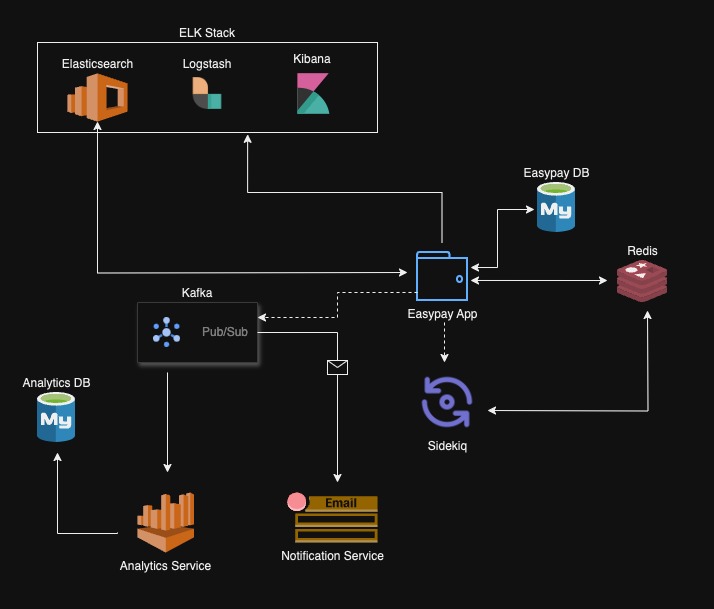 ELK Stack
Elasticsearch
Logstash
Kibana
Easypay DB
My
Redis
Easypay App
Kafka
Pub/Sub
Analytics DB
My
Sidekiq
Email
Notification Service
Analytics Service